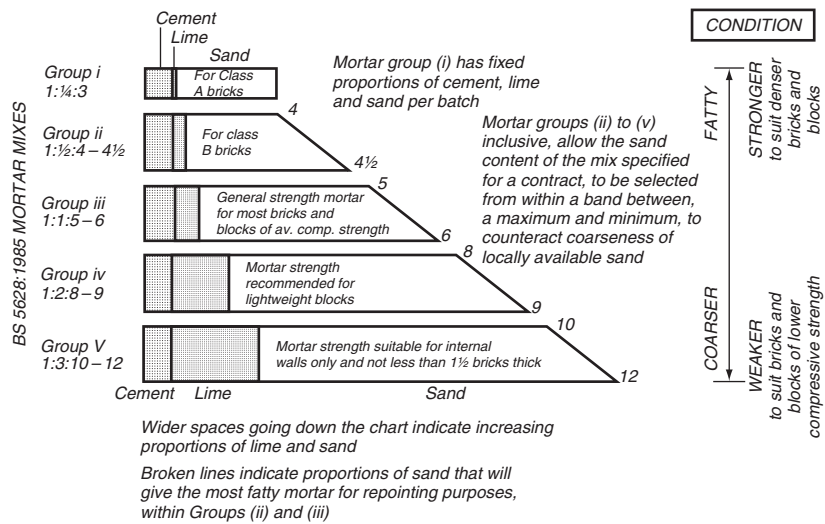 Cement
Lime
Sand
CONDITION
BS 5628:1985 MORTAR MIXES
Group i
1:¼:3
For Class
A bricks
Mortar group (i) has fixed
proportions of cement, lime
and sand per batch
Group ii
1:½:4–4½
For class
B bricks
4
4½
Mortar groups (ii) to (v)
inclusive, allow the sand
content of the mix specified
for a contract, to be selected
from within a band between,
a maximum and minimum, to
counteract coarseness of
locally available sand
Group iii
1:1:5–6
General strength mortar
for most bricks and
blocks of av. comp. strength
5
6
Group iv
1:2:8–9
Mortar strength
recommended for
lightweight blocks
8
9
Group V
1:3:10–12
Mortar strength suitable for internal
walls only and not less than 1½ bricks thick
10
12
Cement
Lime
Sand
FATTY
STRONGER
to suit denser
bricks and
blocks
COARSER
WEAKER
to suit bricks and
blocks of lower
compressive strength
Wider spaces going down the chart indicate increasing
proportions of lime and sand
Broken lines indicate proportions of sand that will
give the most fatty mortar for repointing purposes,
within Groups (ii) and (iii)